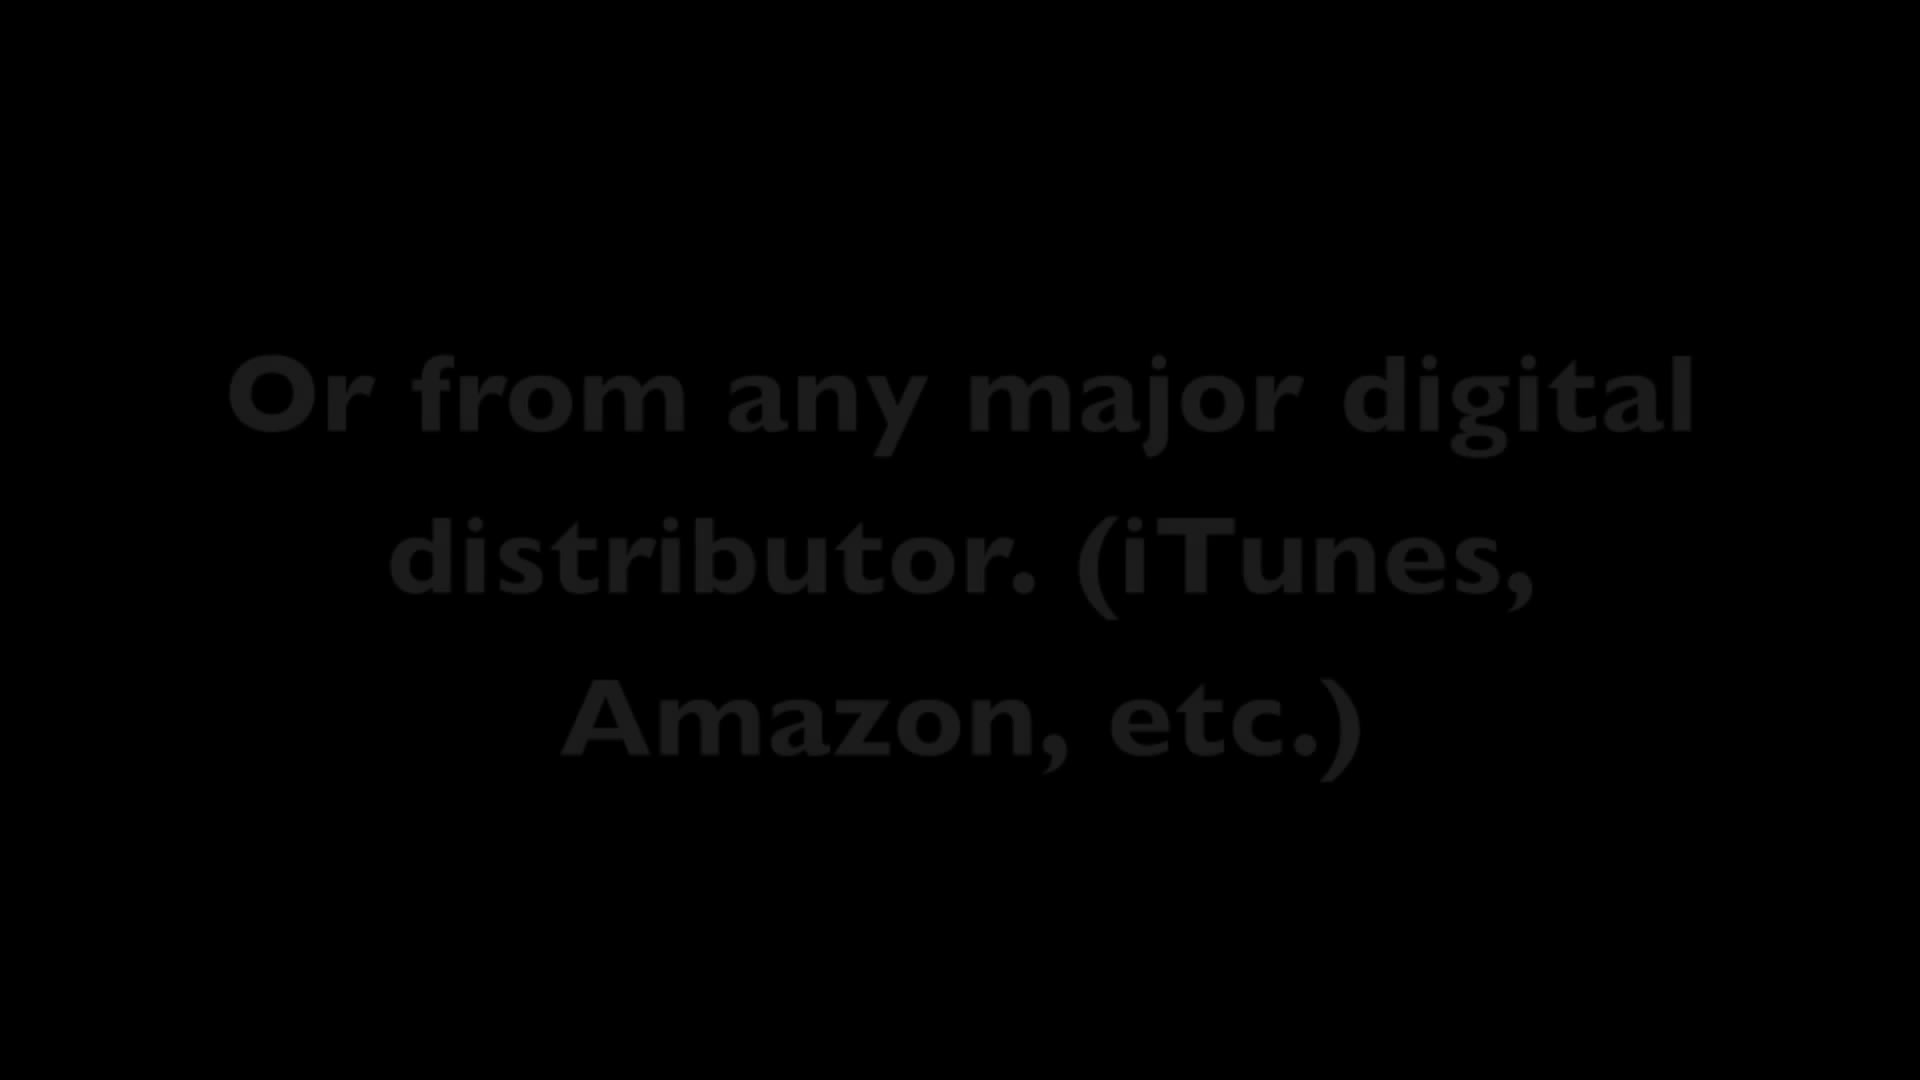 Or from any major digital
distributor. (iTunes,
Amazon, etc.)